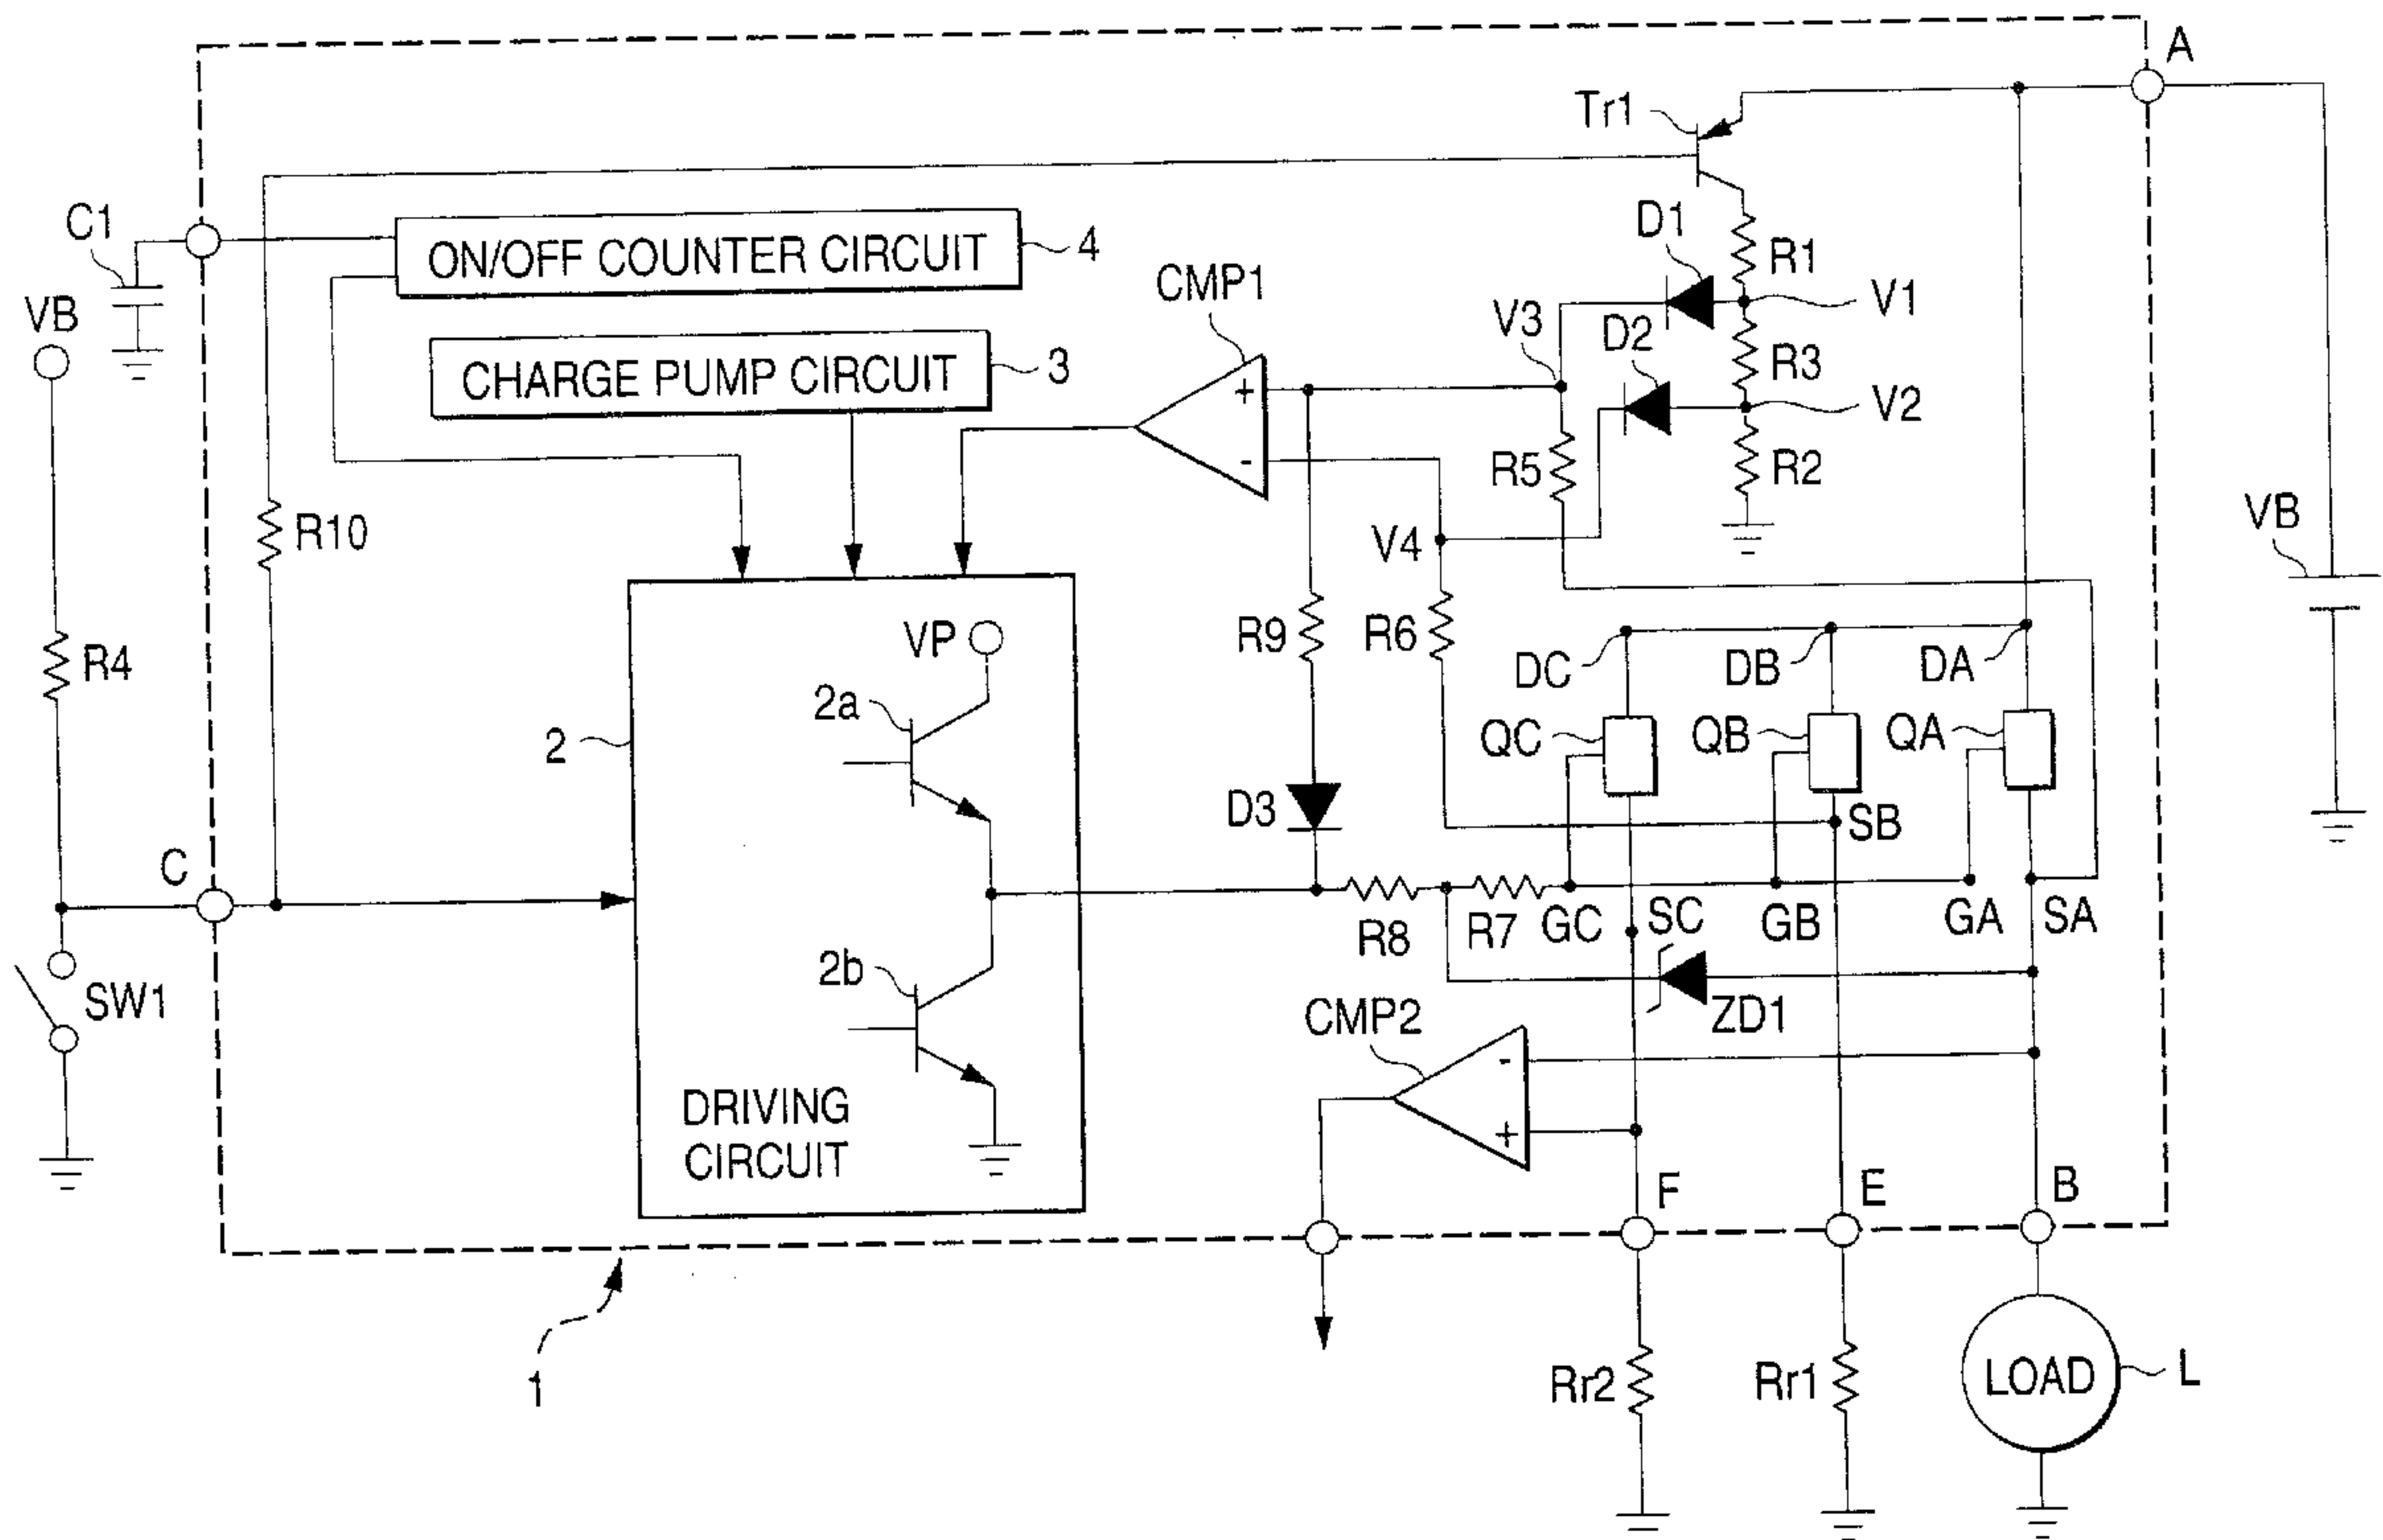 A
Tr1
C1
ON/OFF COUNTER CIRCUIT
4
D1
R1
CMP1
V1
VB
V3
D2
CHARGE PUMP CIRCUIT
3
R3
V2
+
-
R5
R2
R10
V4
VB
VP
R9
R6
DC
DB
DA
R4
2a
2
QC
QB
QA
D3
SB
C
R8
R7
GC
SC
GB
GA
SA
2b
SW1
CMP2
ZD1
-
DRIVING
CIRCUIT
+
F
E
B
1
Rr2
Rr1
LOAD
L